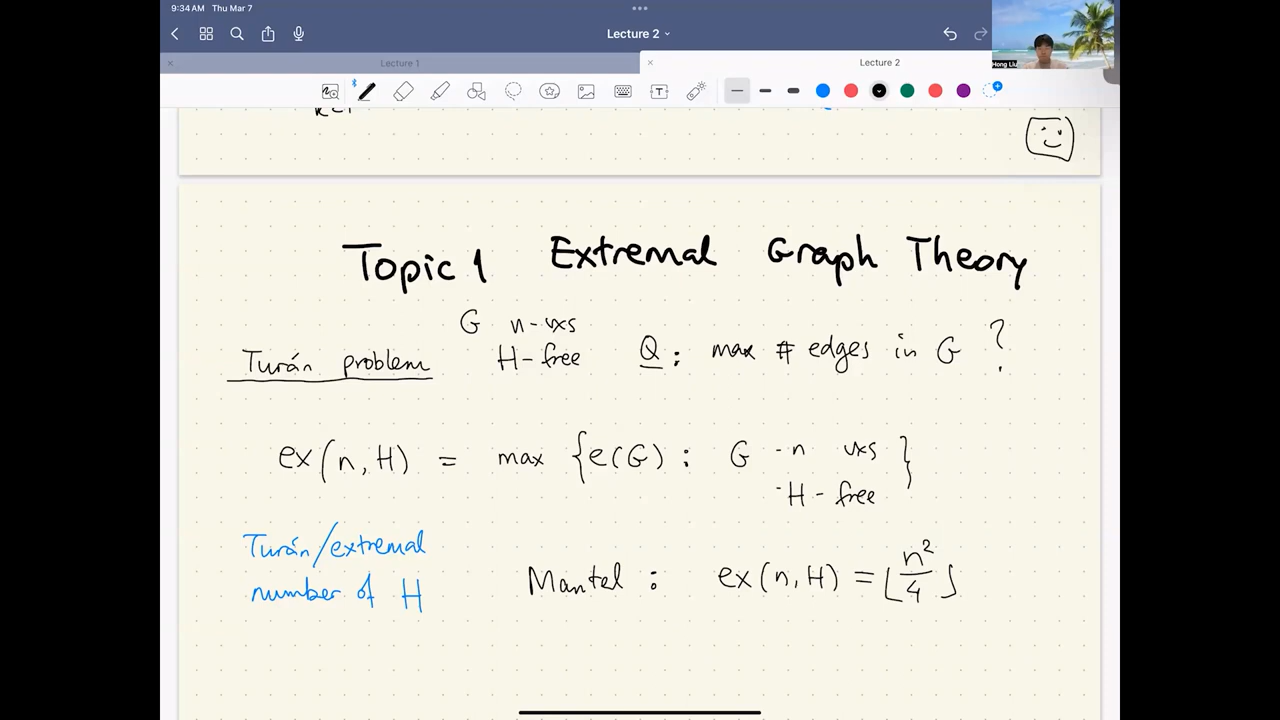 9:34 AM Thu Mar 7
Lecture 2
Lecture 1
Lecture 2
Hong Liu
Topic 1 Extremal Graph Theory
G n-vxs
Turán problem H-free Q: max # edges in G ?
ex(n, H) = max {e(G) : G - n vxs
- H-free }
Turán/extremal
number of H
Mantel : ex(n, H) = ⌊n²/4⌋